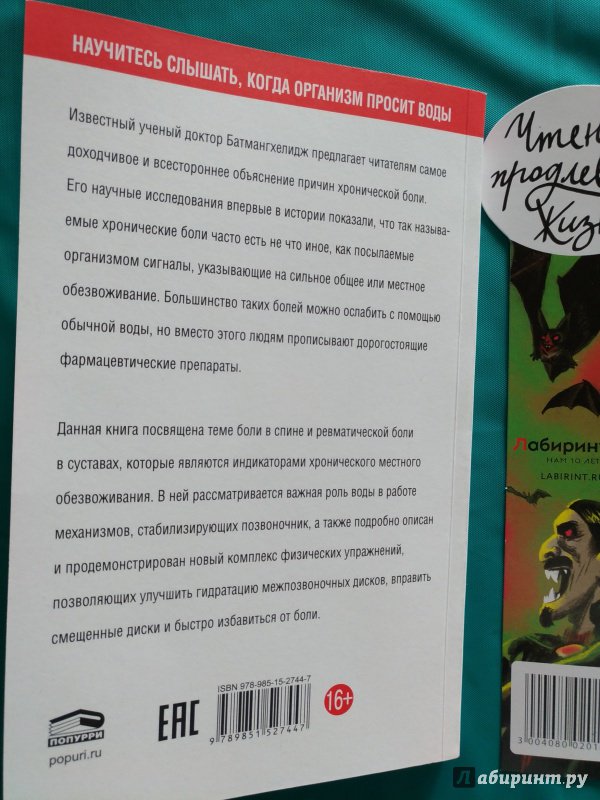 НАУЧИТЕСЬ СЛЫШАТЬ, КОГДА ОРГАНИЗМ ПРОСИТ ВОДЫ
Известный ученый доктор Батмангхелидж предлагает читателям самое
доходчивое и всестороннее объяснение причин хронической боли.
Его научные исследования впервые в истории показали, что так называ-
емые хронические боли часто есть не что иное, как посылаемые
организмом сигналы, указывающие на сильное общее или местное
обезвоживание. Большинство таких болей можно ослабить с помощью
обычной воды, но вместо этого людям прописывают дорогостоящие
фармацевтические препараты.
Данная книга посвящена теме боли в спине и ревматической боли
в суставах, которые являются индикаторами хронического местного
обезвоживания. В ней рассматривается важная роль воды в работе
механизмов, стабилизирующих позвоночник, а также подробно описан
и продемонстрирован новый комплекс физических упражнений,
позволяющих улучшить гидратацию межпозвоночных дисков, вправить
смещенные диски и быстро избавиться от боли.
ПОПУРРИ
popuri.ru
EAC
ISBN 978-985-15-2744-7
9 789851 527447
16+
Чтен
продлев
жизн
Лабиринт
НАМ 10 ЛЕТ
LABIRINT.RU
3 004080 0201
Лабиринт.ру